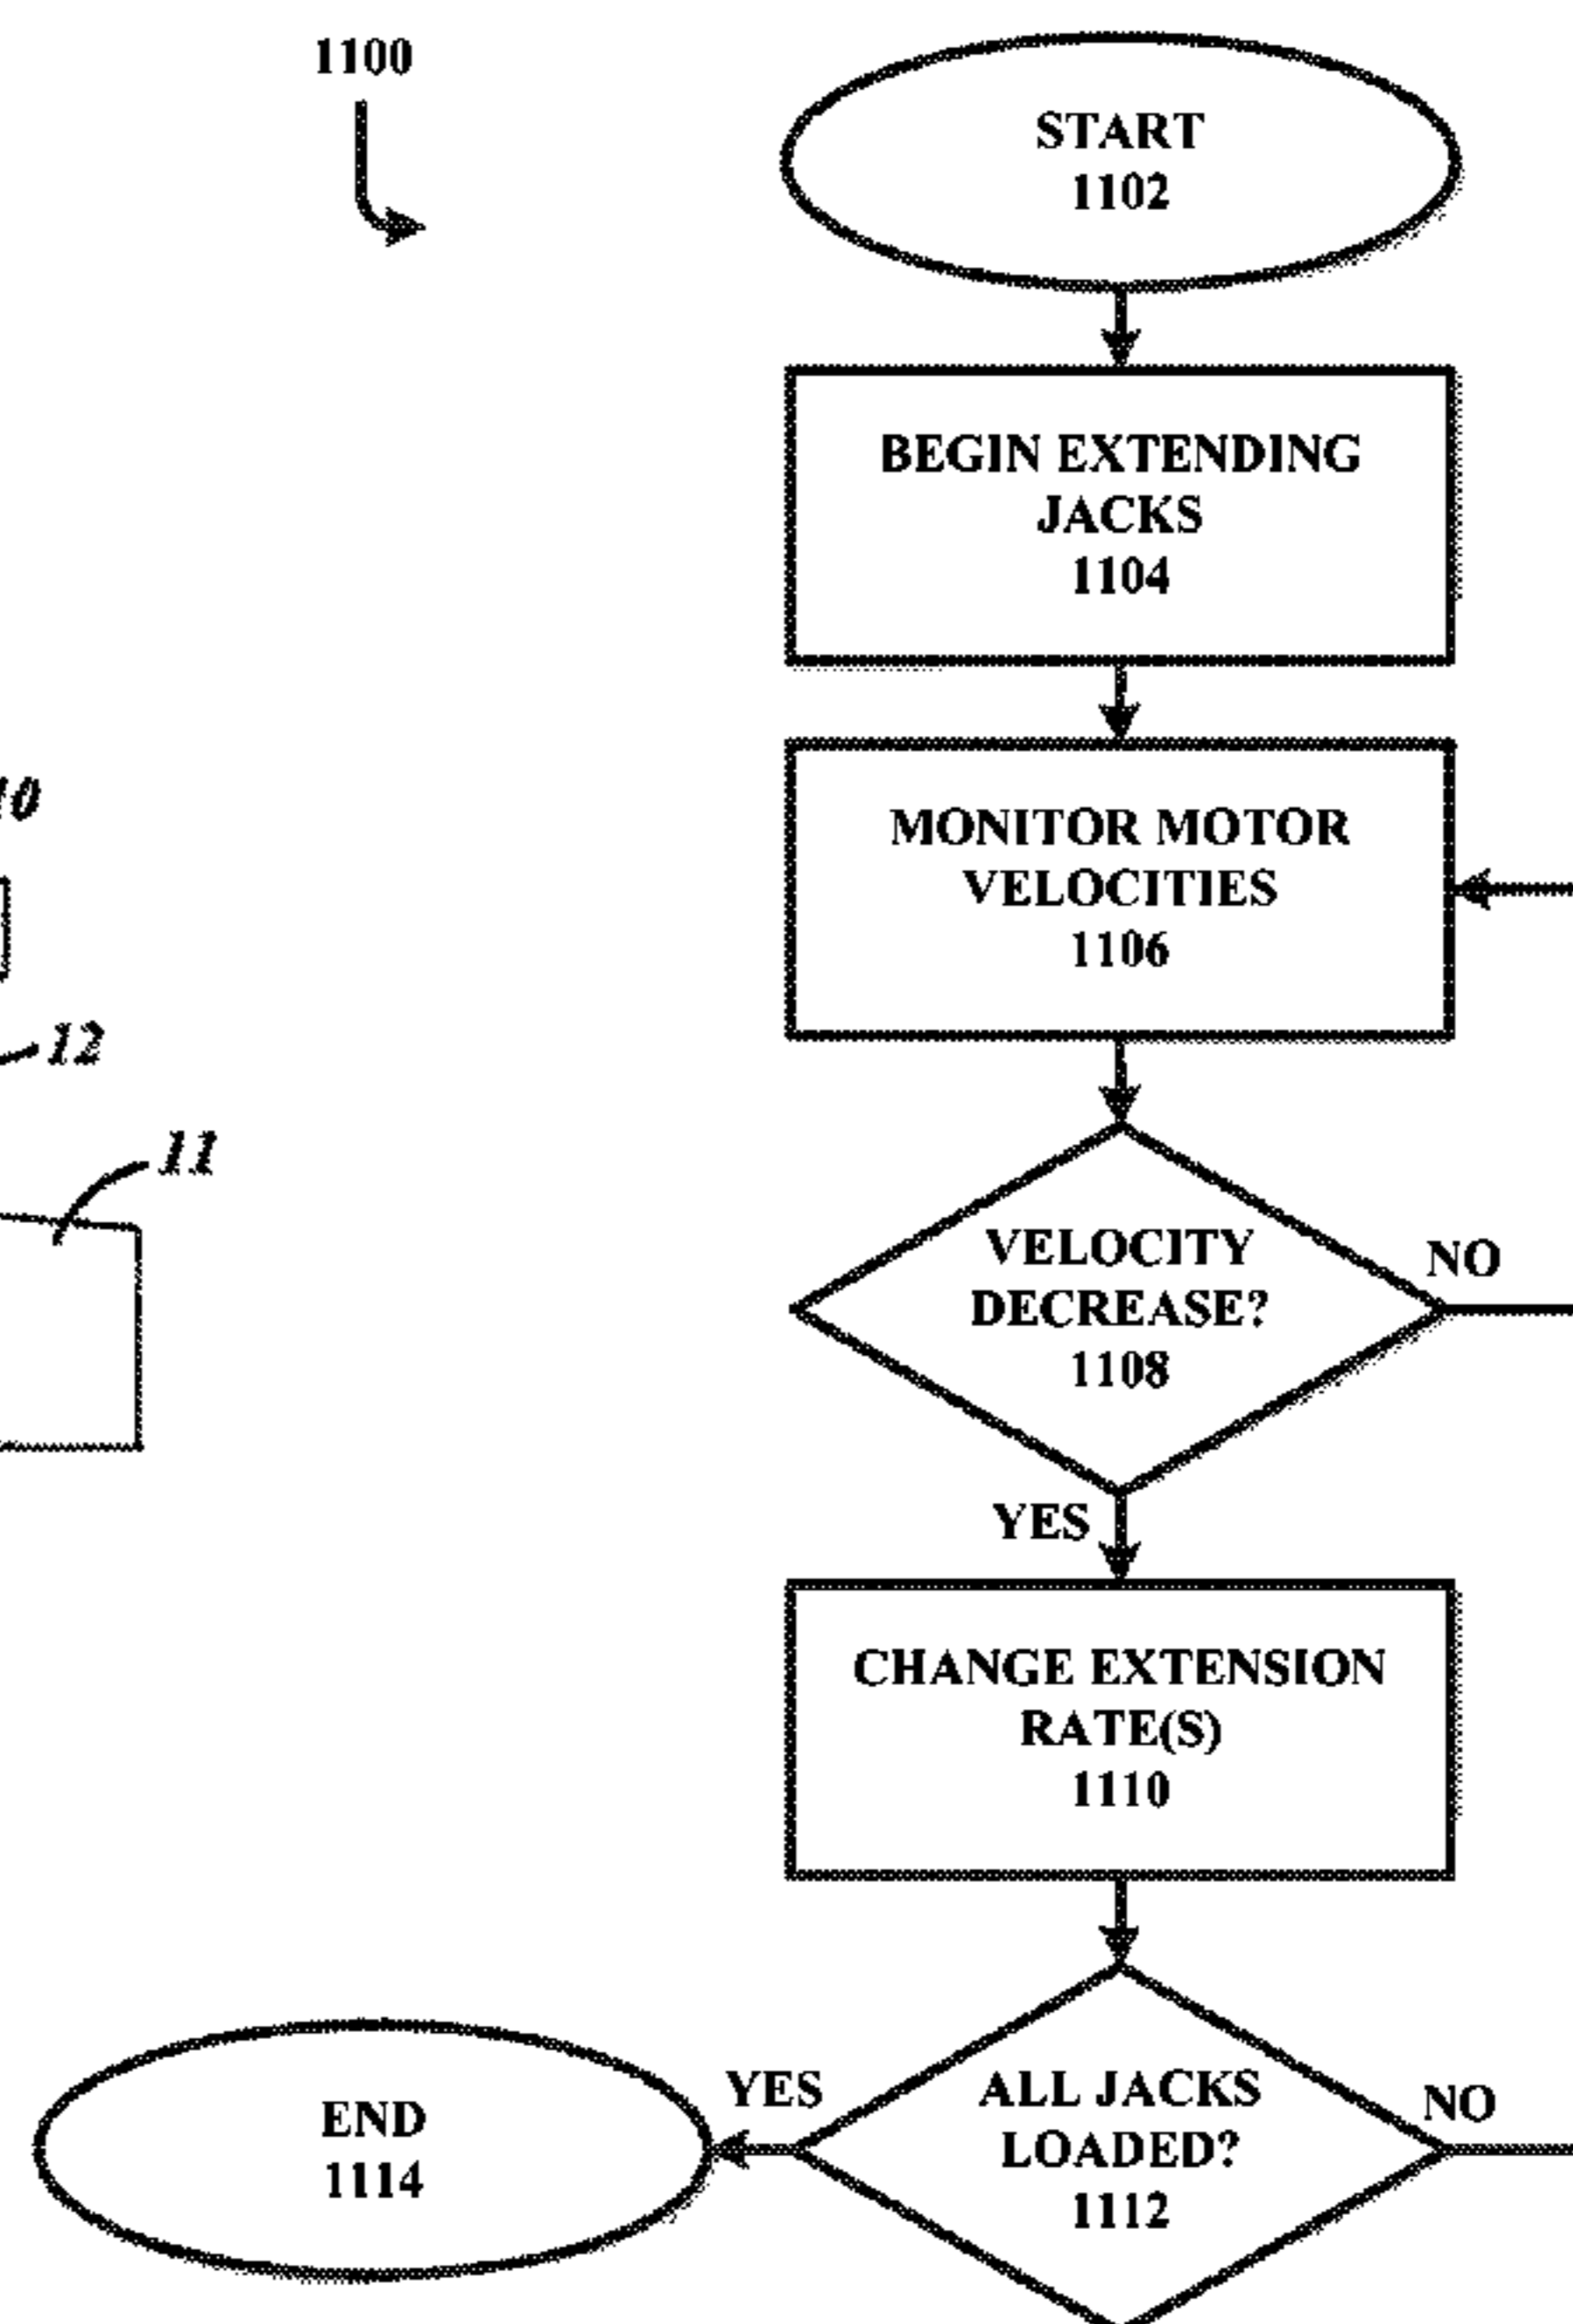 1100
START
1102
BEGIN EXTENDING
JACKS
1104
MONITOR MOTOR
VELOCITIES
1106
12
11
VELOCITY
DECREASE?
1108
NO
YES
CHANGE EXTENSION
RATE(S)
1110
ALL JACKS
LOADED?
1112
YES
NO
END
1114